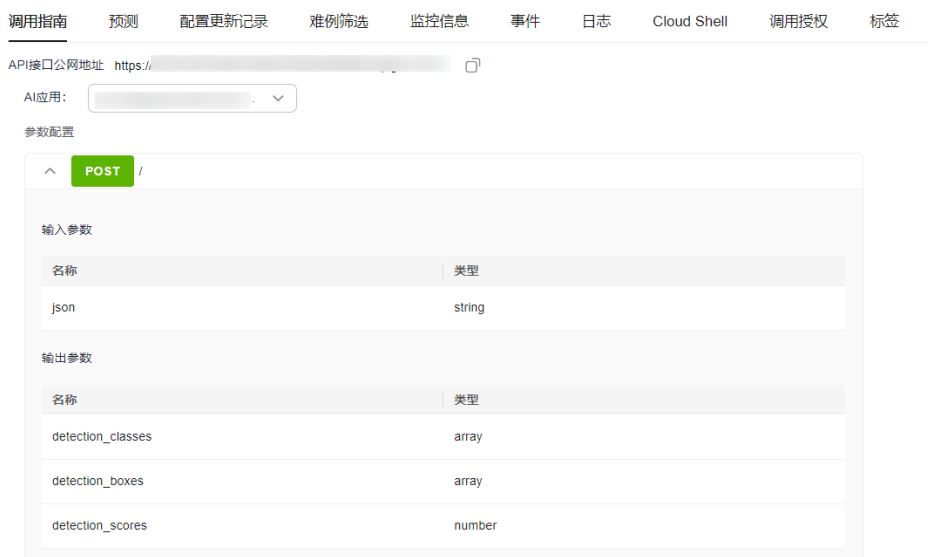 调用指南 预测 配置更新记录 难例筛选 监控信息 事件 日志 Cloud Shell 调用授权 标签
API接口公网地址 https://
AI应用：
参数配置
POST /
输入参数
名称 类型
json string
输出参数
名称 类型
detection_classes array
detection_boxes array
detection_scores number